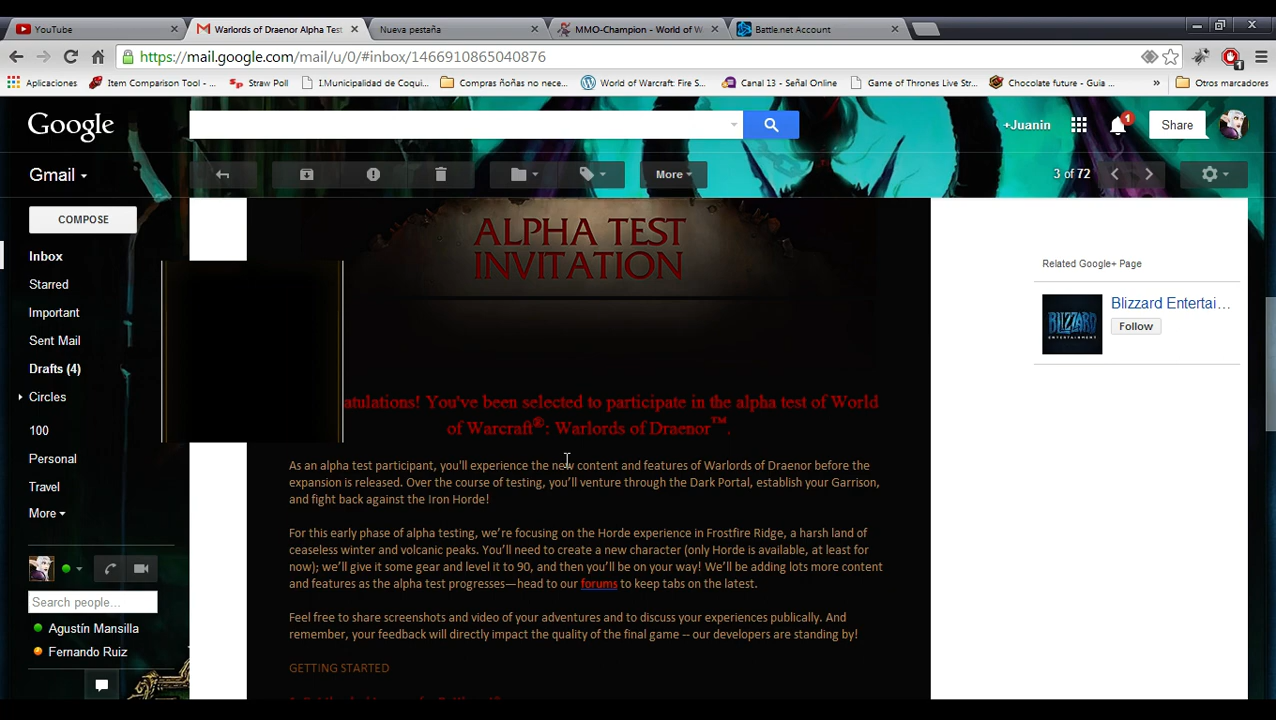 YouTube
Warlords of Draenor Alpha Test
Nueva pestaña
MMO-Champion - World of W
Battle.net Account
https://mail.google.com/mail/u/0/#inbox/1466910865040876
Aplicaciones
Item Comparison Tool - ...
Straw Poll
I.Municipalidad de Coqui...
Compras ñoñas no nece...
World of Warcraft: Fire S...
Canal 13 - Señal Online
Game of Thrones Live Str...
Chocolate future - Guia ...
Otros marcadores
Google
+Juanin
1
Share
Gmail
More
3 of 72
COMPOSE
Inbox
Starred
Important
Sent Mail
Drafts (4)
Circles
100
Personal
Travel
More
Search people...
Agustín Mansilla
Fernando Ruiz
ALPHA TEST
INVITATION
atulations! You've been selected to participate in the alpha test of World
of Warcraft®: Warlords of Draenor™.
As an alpha test participant, you'll experience the new content and features of Warlords of Draenor before the
expansion is released. Over the course of testing, you'll venture through the Dark Portal, establish your Garrison,
and fight back against the Iron Horde!
For this early phase of alpha testing, we're focusing on the Horde experience in Frostfire Ridge, a harsh land of
ceaseless winter and volcanic peaks. You'll need to create a new character (only Horde is available, at least for
now); we'll give it some gear and level it to 90, and then you'll be on your way! We'll be adding lots more content
and features as the alpha test progresses—head to our forums to keep tabs on the latest.
Feel free to share screenshots and video of your adventures and to discuss your experiences publically. And
remember, your feedback will directly impact the quality of the final game -- our developers are standing by!
GETTING STARTED
Related Google+ Page
BLIZZARD
ENTERTAINMENT
Blizzard Entertai...
Follow